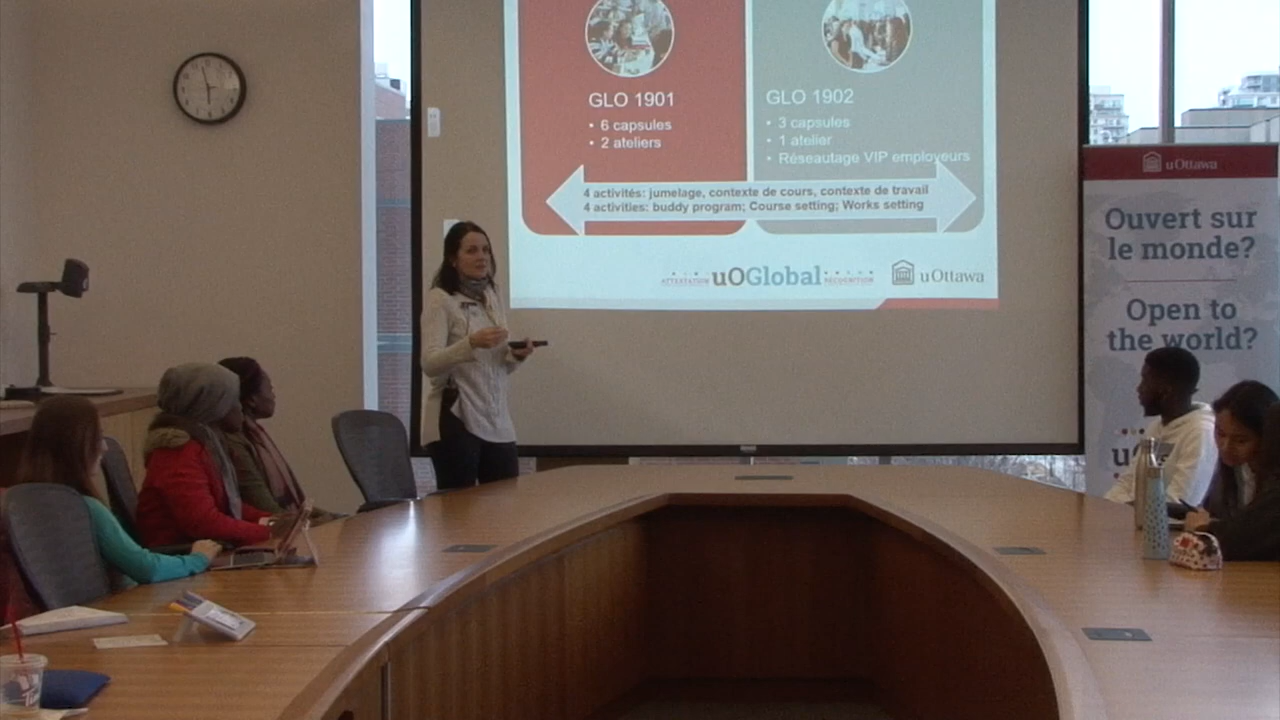 GLO 1901
• 6 capsules
• 2 ateliers
GLO 1902
• 3 capsules
• 1 atelier
• Réseautage VIP employeurs
4 activités: jumelage, contexte de cours, contexte de travail
4 activities: buddy program; Course setting; Works setting
ATTESTATION uOGlobal RECOGNITION
uOttawa
uOttawa
Ouvert sur
le monde?
Open to
the world?